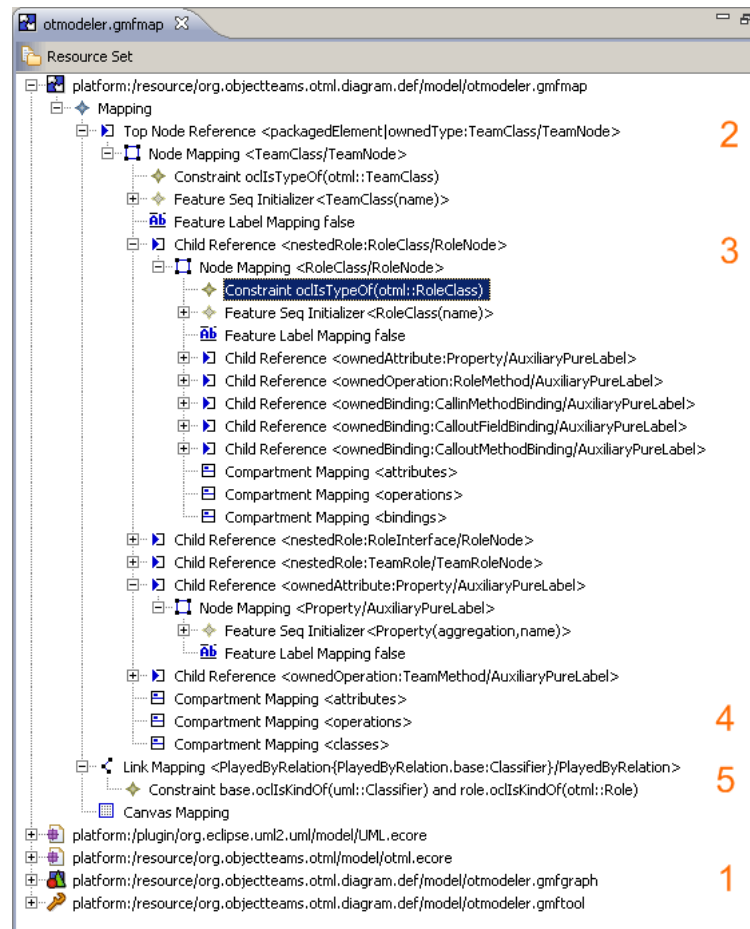 otmodeler.gmfmap
Resource Set
platform:/resource/org.objectteams.otml.diagram.def/model/otmodeler.gmfmap
Mapping
Top Node Reference <packagedElement|ownedType:TeamClass/TeamNode> 2
Node Mapping <TeamClass/TeamNode>
Constraint oclIsTypeOf(otml::TeamClass)
Feature Seq Initializer<TeamClass(name)>
Ab Feature Label Mapping false
Child Reference <nestedRole:RoleClass/RoleNode> 3
Node Mapping <RoleClass/RoleNode>
Constraint oclIsTypeOf(otml::RoleClass)
Feature Seq Initializer<RoleClass(name)>
Ab Feature Label Mapping false
Child Reference <ownedAttribute:Property/AuxiliaryPureLabel>
Child Reference <ownedOperation:RoleMethod/AuxiliaryPureLabel>
Child Reference <ownedBinding:CallinMethodBinding/AuxiliaryPureLabel>
Child Reference <ownedBinding:CalloutFieldBinding/AuxiliaryPureLabel>
Child Reference <ownedBinding:CalloutMethodBinding/AuxiliaryPureLabel>
Compartment Mapping <attributes>
Compartment Mapping <operations>
Compartment Mapping <bindings>
Child Reference <nestedRole:RoleInterface/RoleNode>
Child Reference <nestedRole:TeamRole/TeamRoleNode>
Child Reference <ownedAttribute:Property/AuxiliaryPureLabel>
Node Mapping <Property/AuxiliaryPureLabel>
Feature Seq Initializer<Property(aggregation,name)>
Ab Feature Label Mapping false
Child Reference <ownedOperation:TeamMethod/AuxiliaryPureLabel>
Compartment Mapping <attributes>
Compartment Mapping <operations> 4
Compartment Mapping <classes>
Link Mapping <PlayedByRelation{PlayedByRelation.base:Classifier}/PlayedByRelation>
Constraint base.oclIsKindOf(uml::Classifier) and role.oclIsKindOf(otml::Role) 5
Canvas Mapping
platform:/plugin/org.eclipse.uml2.uml/model/UML.ecore
platform:/resource/org.objectteams.otml/model/otml.ecore
platform:/resource/org.objectteams.otml.diagram.def/model/otmodeler.gmfgraph 1
platform:/resource/org.objectteams.otml.diagram.def/model/otmodeler.gmftool